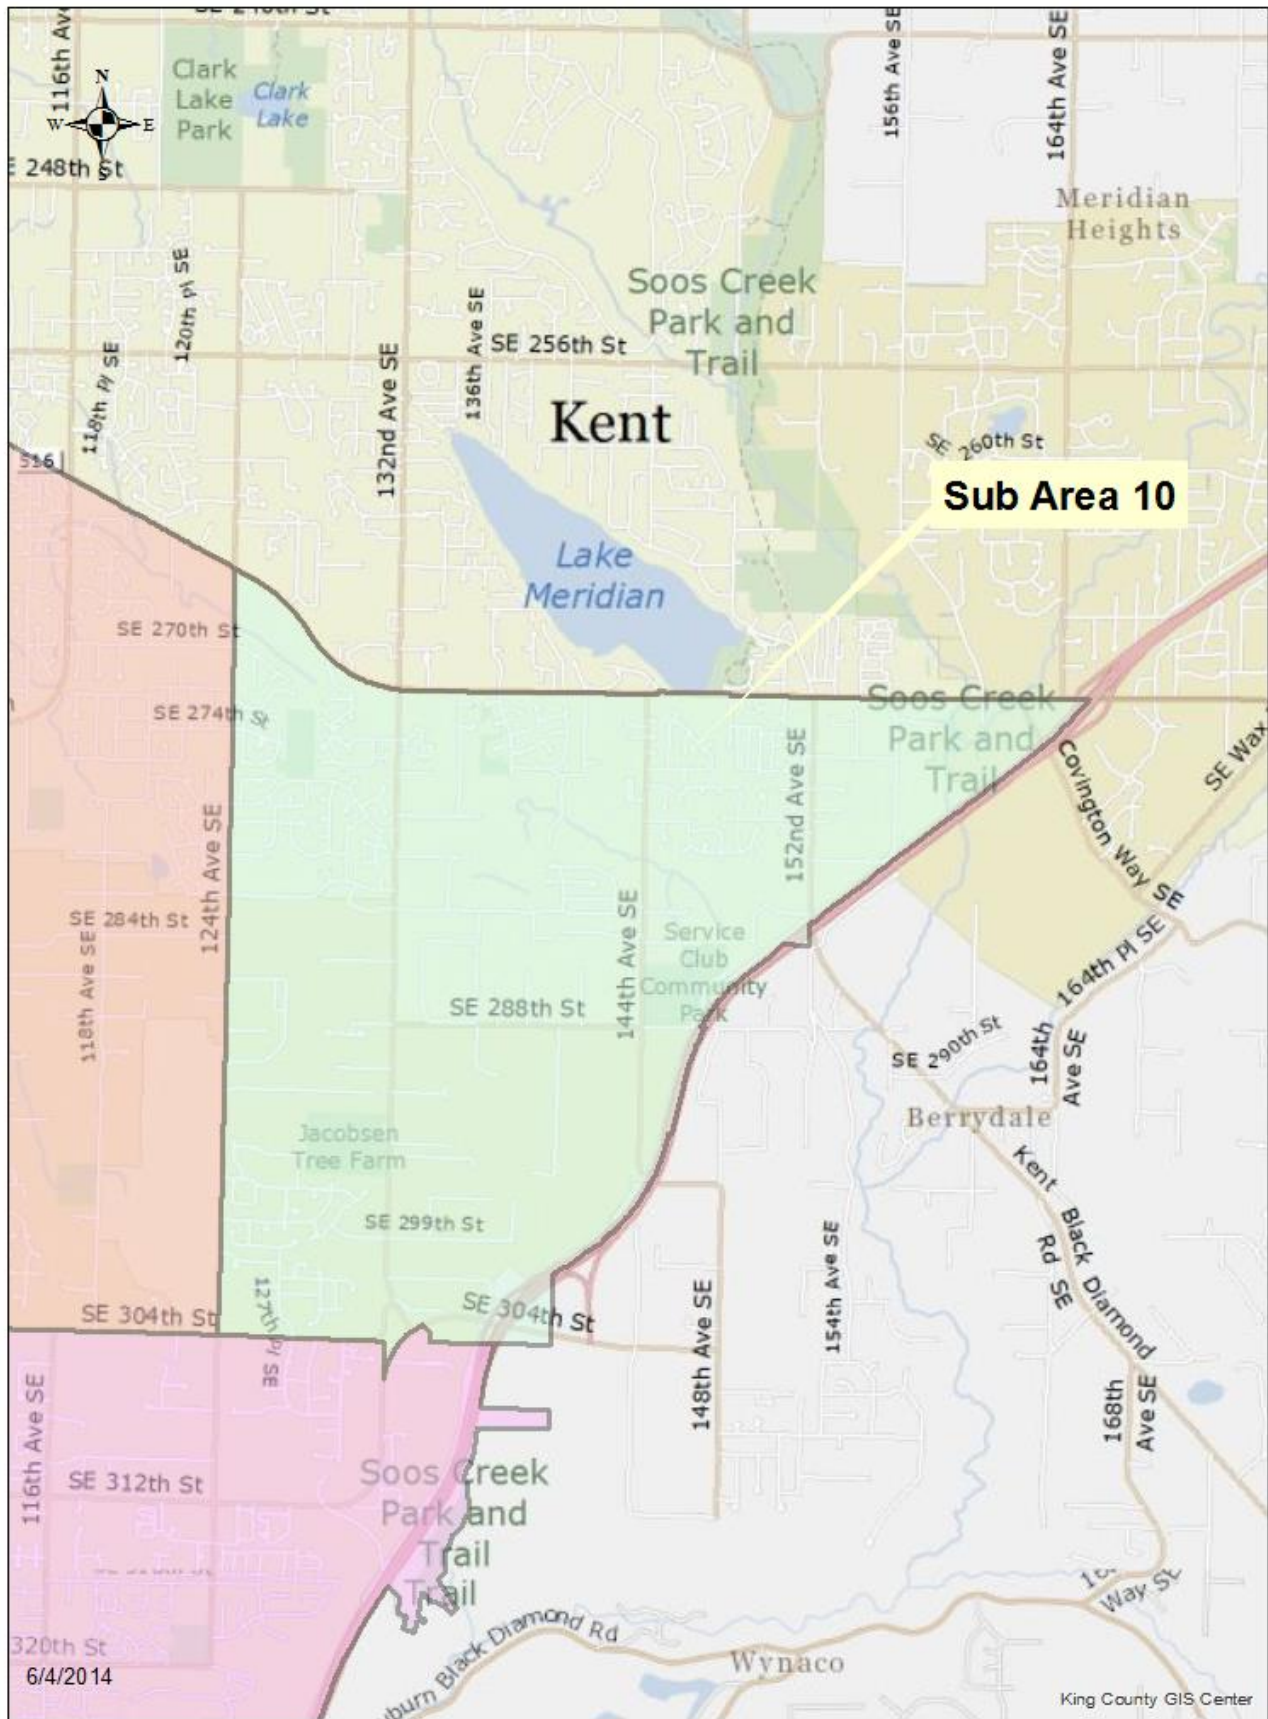 116th Ave
Clark
Lake
Park
Clark
Lake
156th Ave SE
164th Ave SE
N
W
E
S
248th St
Meridian
Heights
120th Pl SE
Soos Creek
Park and
Trail
136th Ave SE
SE 256th St
118th Pl SE
132nd Ave SE
Kent
SE 260th St
516
Sub Area 10
Lake
Meridian
SE 270th St
SE 274th St
Soos Creek
Park and
Trail
152nd Ave SE
Covington Way SE
SE Wax
124th Ave SE
SE 284th St
144th Ave SE
Service
Club
Community
Park
164th Pl SE
118th Ave SE
SE 288th St
SE 290th St
164th
Ave SE
Berrydale
Jacobsen
Tree Farm
Kent Black Diamond
Rd SE
SE 299th St
154th Ave SE
127th Pl SE
SE 304th St
SE 304th St
148th Ave SE
168th
Ave SE
116th Ave SE
SE 312th St
Soos Creek
Park and
Trail
Trail
Way SE
320th St
6/4/2014
burn Black Diamond Rd
Wynaco
King County GIS Center